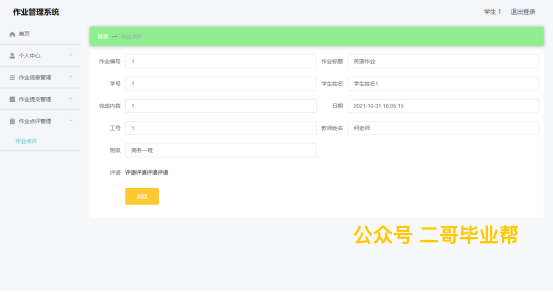 作业管理系统
学生 1 退出登录
首页
首页 → 作业点评
个人中心
作业编号 1 作业标题 英语作业
作业信息管理
学号 1 学生姓名 学生姓名1
作业提交管理
完成内容 1 日期 2021-10-31 16:05:15
作业点评管理
工号 1 教师姓名 何老师
作业点评
班级 商务一班
评语 评语评语评语评语
返回
公众号 二哥毕业帮